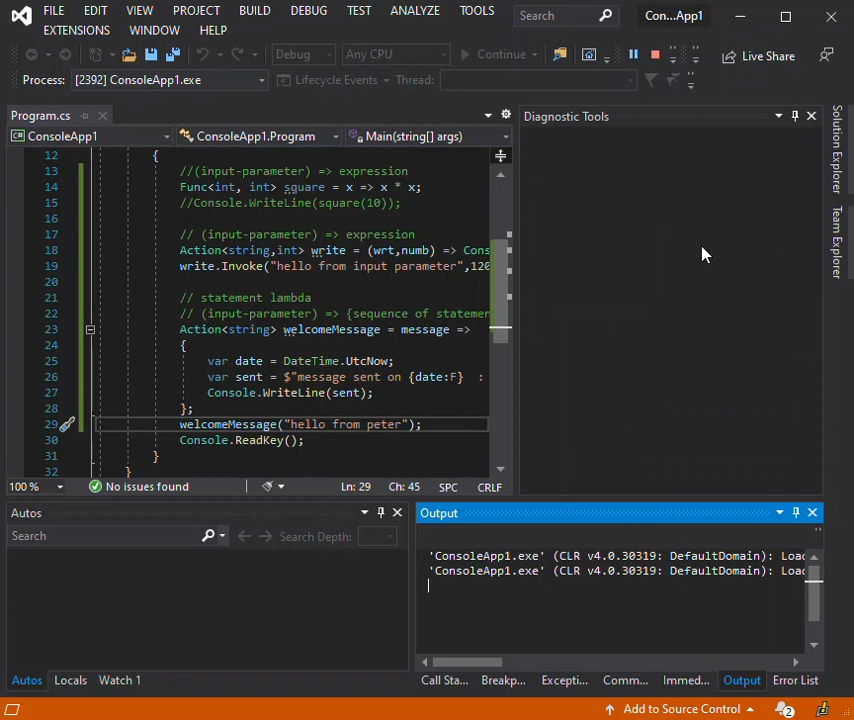 FILE EDIT VIEW PROJECT BUILD DEBUG TEST ANALYZE TOOLS Search Con...App1
EXTENSIONS WINDOW HELP
Debug Any CPU Continue Live Share
Process: [2392] ConsoleApp1.exe Lifecycle Events Thread:
Program.cs
ConsoleApp1 ConsoleApp1.Program Main(string[] args)
12 {
13 //(input-parameter) => expression
14 Func<int, int> square = x => x * x;
15 //Console.WriteLine(square(10));
16
17 // (input-parameter) => expression
18 Action<string,int> write = (wrt,numb) => Cons
19 write.Invoke("hello from input parameter",120
20
21 // statement lambda
22 // (input-parameter) => {sequence of statemen
23 Action<string> welcomeMessage = message =>
24 {
25 var date = DateTime.UtcNow;
26 var sent = $"message sent on {date:F} :
27 Console.WriteLine(sent);
28 };
29 welcomeMessage("hello from peter");
30 Console.ReadKey();
31 }
32 }
100 % No issues found Ln: 29 Ch: 45 SPC CRLF
Diagnostic Tools
Solution Explorer
Team Explorer
Autos
Search Search Depth:
Autos Locals Watch 1
Output
'ConsoleApp1.exe' (CLR v4.0.30319: DefaultDomain): Load
'ConsoleApp1.exe' (CLR v4.0.30319: DefaultDomain): Load
Call Sta... Breakp... Excepti... Comm... Immed... Output Error List
Add to Source Control 2